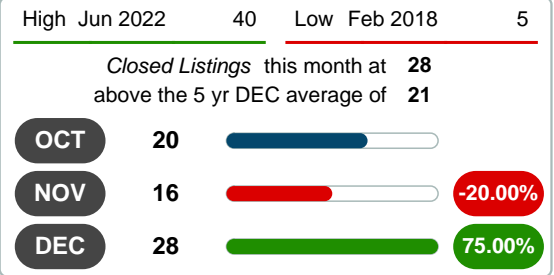 High Jun 2022 40 Low Feb 2018 5
Closed Listings this month at 28
above the 5 yr DEC average of 21
OCT 20
NOV 16 -20.00%
DEC 28 75.00%